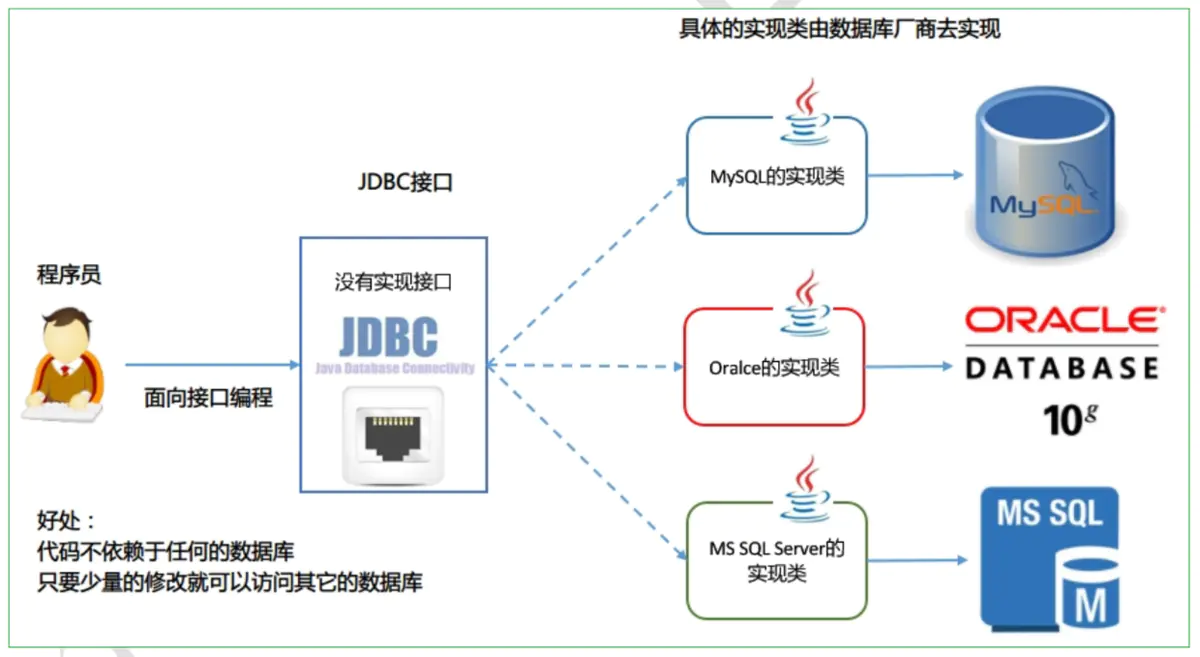 具体的实现类由数据库厂商去实现
JDBC接口
程序员
面向接口编程
没有实现接口
JDBC
Java Database Connectivity
MySQL的实现类
MySQL
Oralce的实现类
ORACLE®
DATABASE
10g
MS SQL Server的
实现类
MS SQL
M
好处：
代码不依赖于任何的数据库
只要少量的修改就可以访问其它的数据库